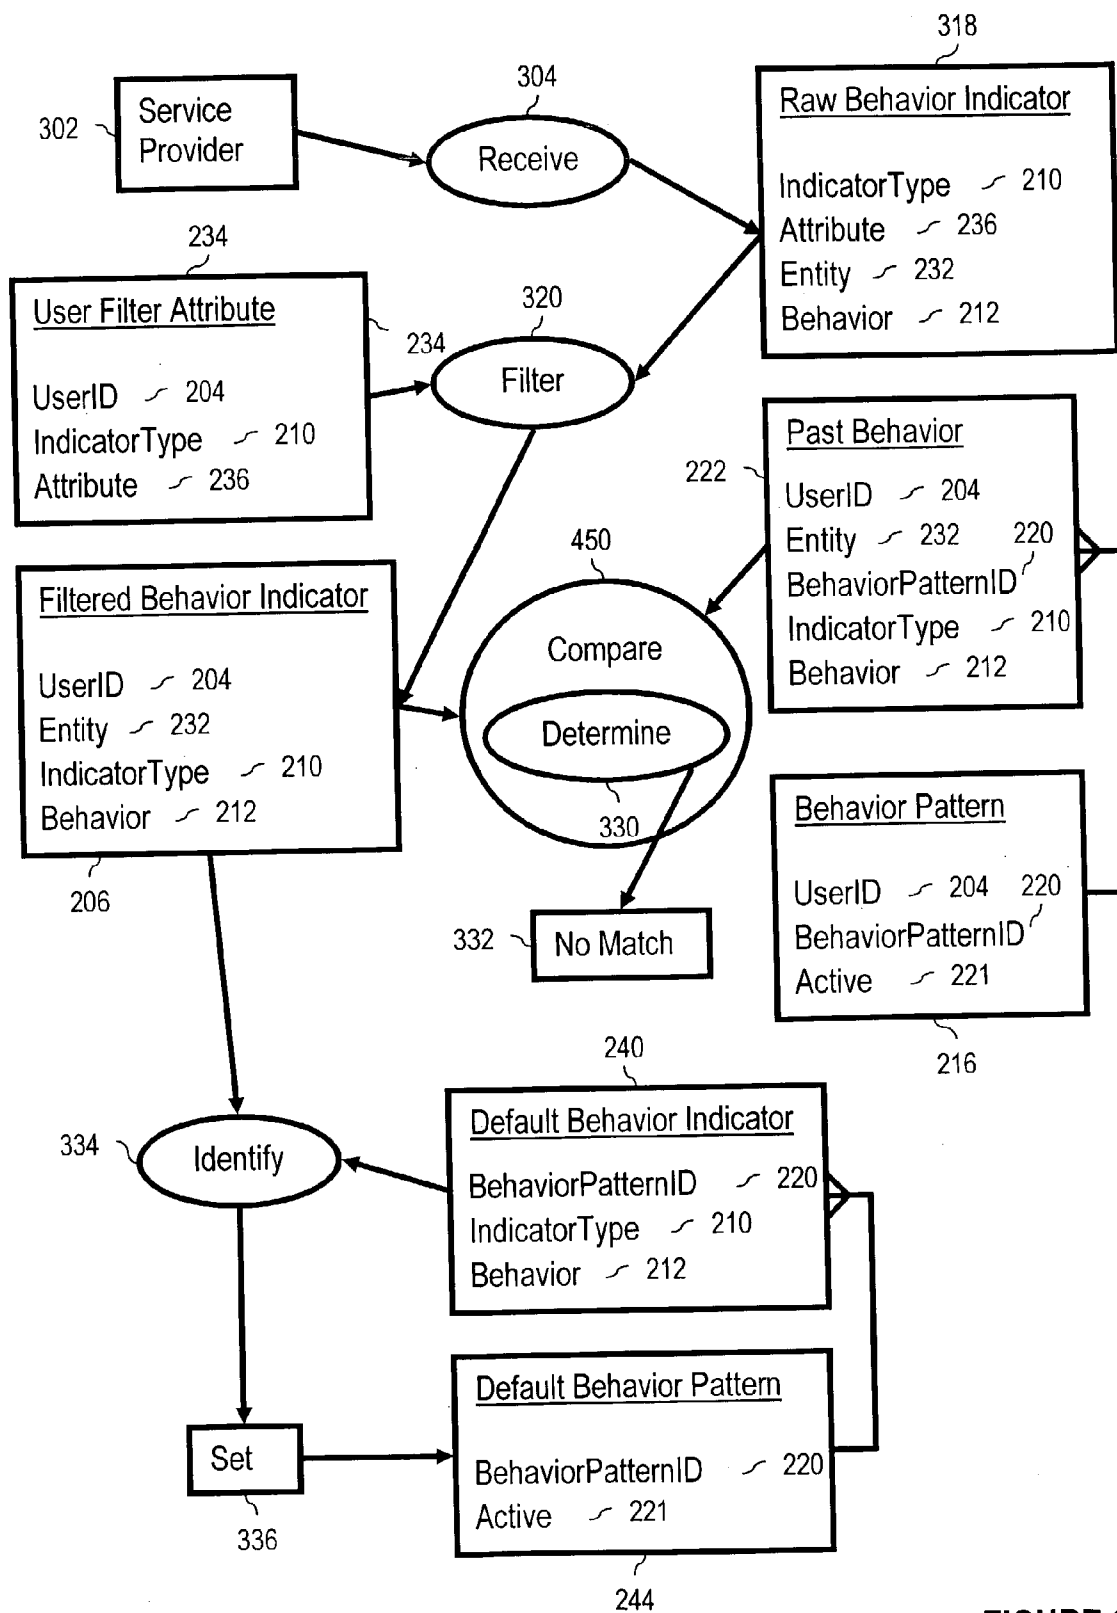 318
304
302
Service
Provider
Receive
Raw Behavior Indicator
IndicatorType 210
Attribute 236
Entity 232
Behavior 212
234
User Filter Attribute
234
UserID 204
IndicatorType 210
Attribute 236
320
Filter
222
Past Behavior
UserID 204
Entity 232 220
BehaviorPatternID
IndicatorType 210
Behavior 212
450
Compare
Determine
330
Filtered Behavior Indicator
UserID 204
Entity 232
IndicatorType 210
Behavior 212
206
332
No Match
Behavior Pattern
UserID 204 220
BehaviorPatternID
Active 221
216
240
334
Identify
Default Behavior Indicator
BehaviorPatternID 220
IndicatorType 210
Behavior 212
Set
336
Default Behavior Pattern
BehaviorPatternID 220
Active 221
244